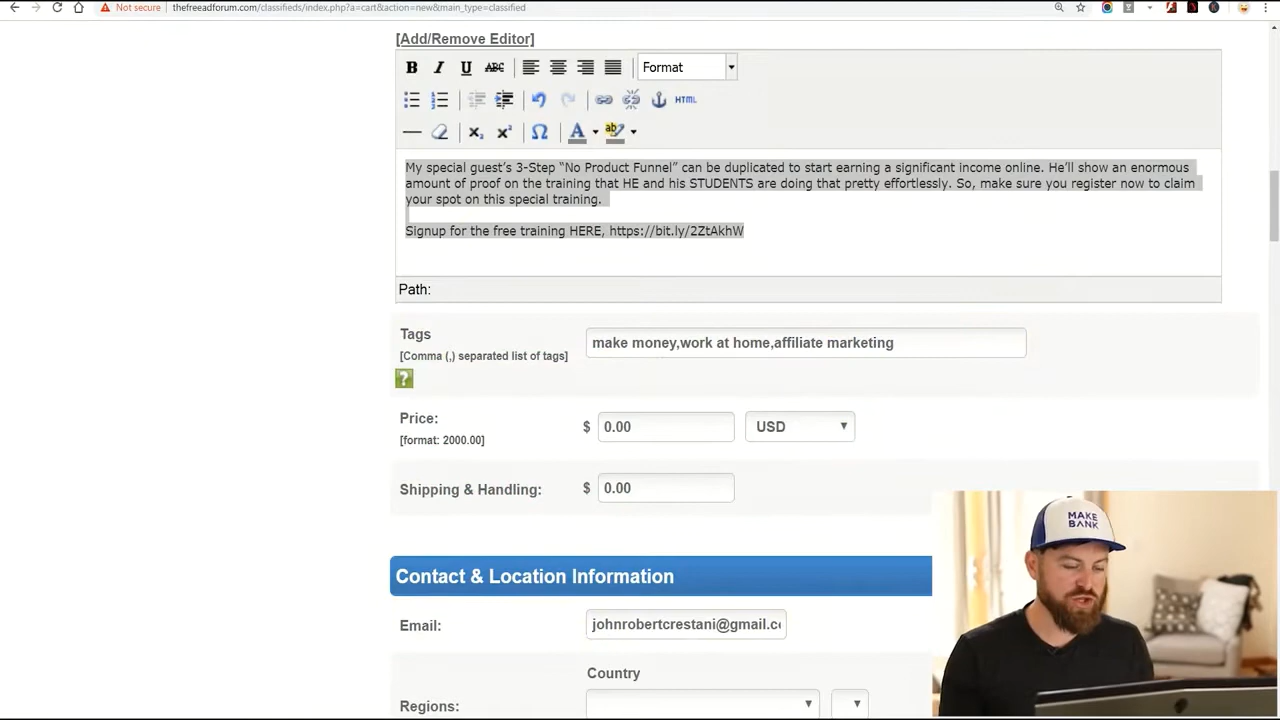 Not secure thefreeadforum.com/classifieds/index.php?a=cart&action=new&main_type=classified
[Add/Remove Editor]
B I U ABC Format
HTML
My special guest's 3-Step “No Product Funnel” can be duplicated to start earning a significant income online. He'll show an enormous
amount of proof on the training that HE and his STUDENTS are doing that pretty effortlessly. So, make sure you register now to claim
your spot on this special training.
Signup for the free training HERE, https://bit.ly/2ZtAkhW
Path:
Tags
[Comma (,) separated list of tags]
make money,work at home,affiliate marketing
Price:
[format: 2000.00]
$ 0.00 USD
Shipping & Handling: $ 0.00
Contact & Location Information
Email: johnrobertcrestani@gmail.c
Country
Regions:
MAKE
BANK